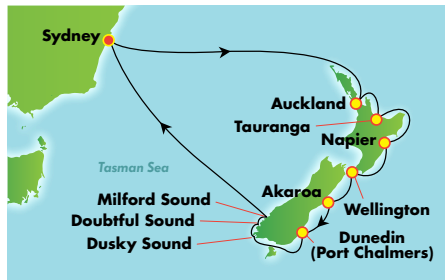 Sydney
Auckland
Tauranga
Napier
Tasman Sea
Milford Sound
Akaroa
Doubtful Sound
Wellington
Dusky Sound
Dunedin
(Port Chalmers)